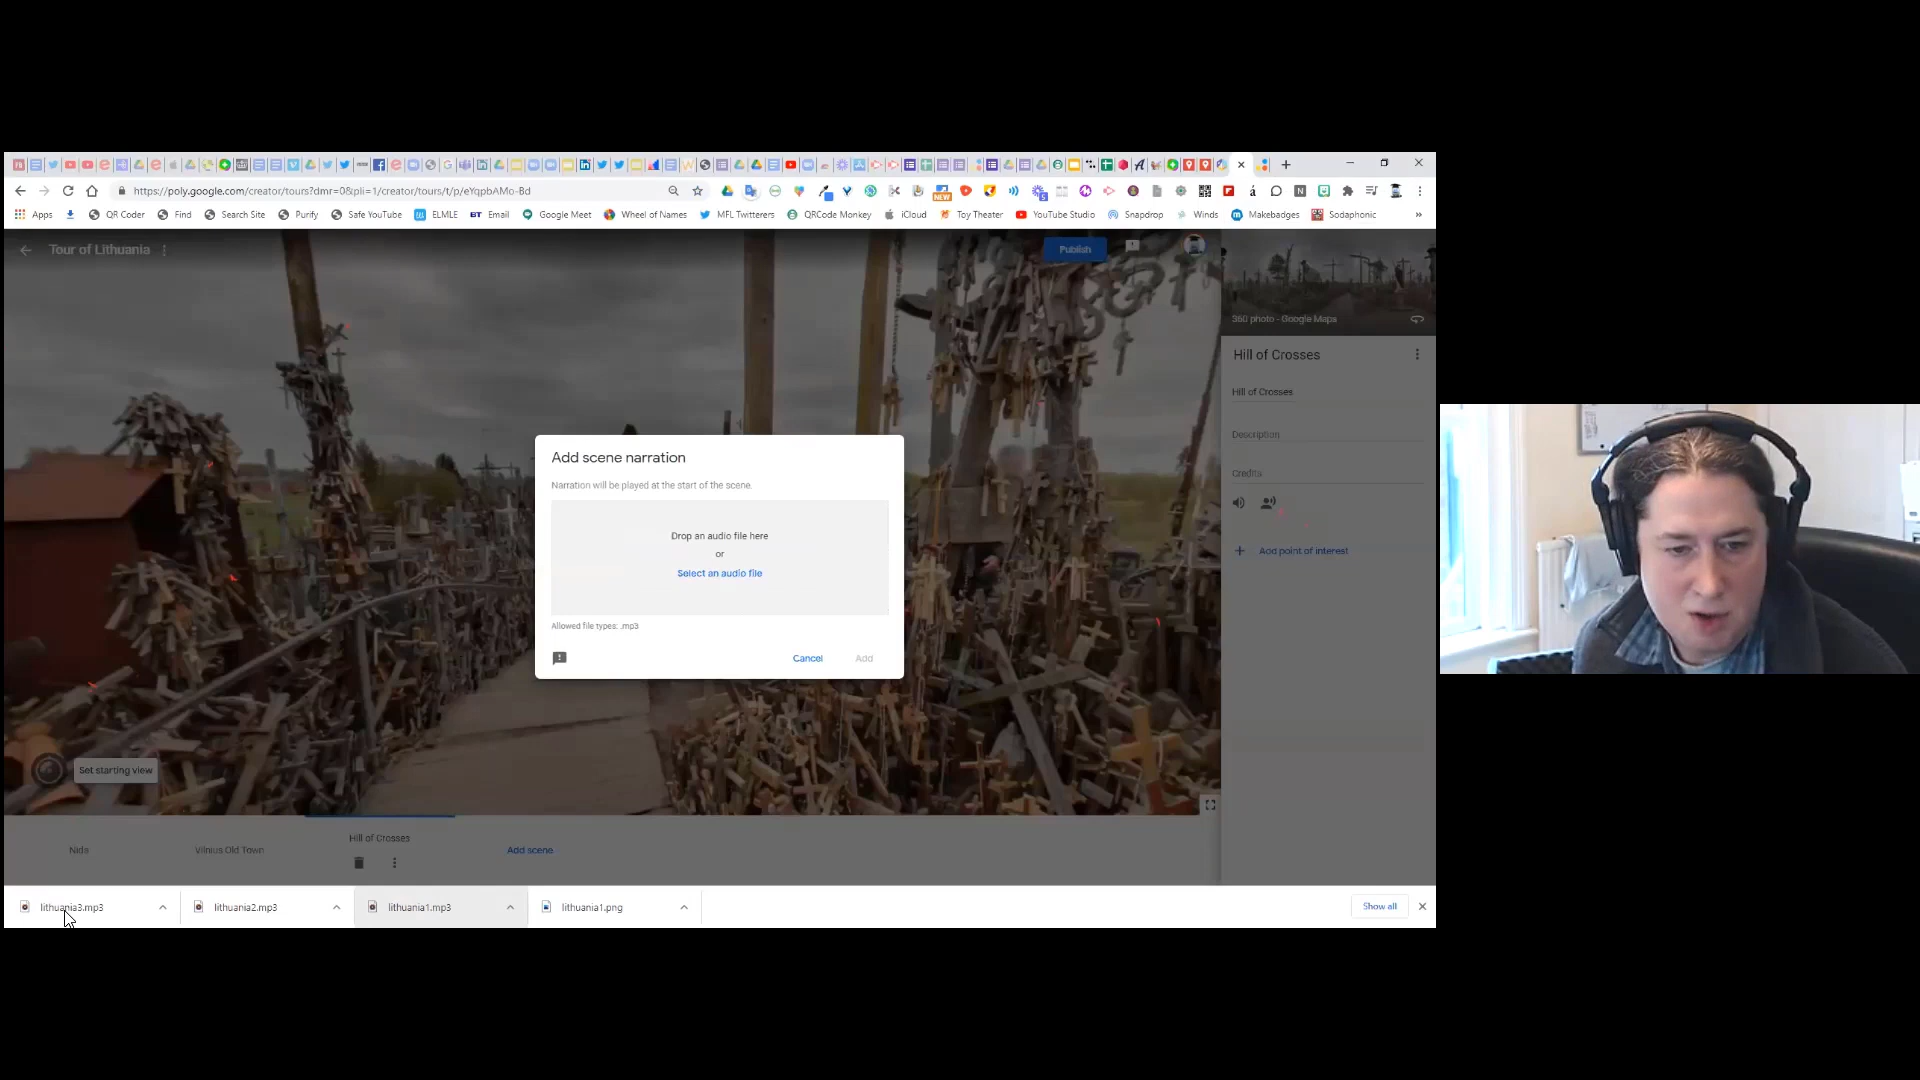 https://poly.google.com/creator/tours?dmr=0&pli=1/creator/tours/t/p/eYqpbAMo-Bd
NEW
Apps QR Coder Find Search Site Purify Safe YouTube ELMLE BT Email Google Meet Wheel of Names MFL Twitterers QRCode Monkey iCloud Toy Theater YouTube Studio Snapdrop Winds Makebadges Sodaphonic »
Tour of Lithuania
Publish
360 photo - Google Maps
Hill of Crosses
Hill of Crosses
Description
Credits
Add point of interest
Add scene narration
Narration will be played at the start of the scene.
Drop an audio file here
or
Select an audio file
Allowed file types: .mp3
Cancel Add
Set starting view
Nida Vilnius Old Town Hill of Crosses Add scene
lithuania3.mp3 lithuania2.mp3 lithuania1.mp3 lithuania1.png Show all